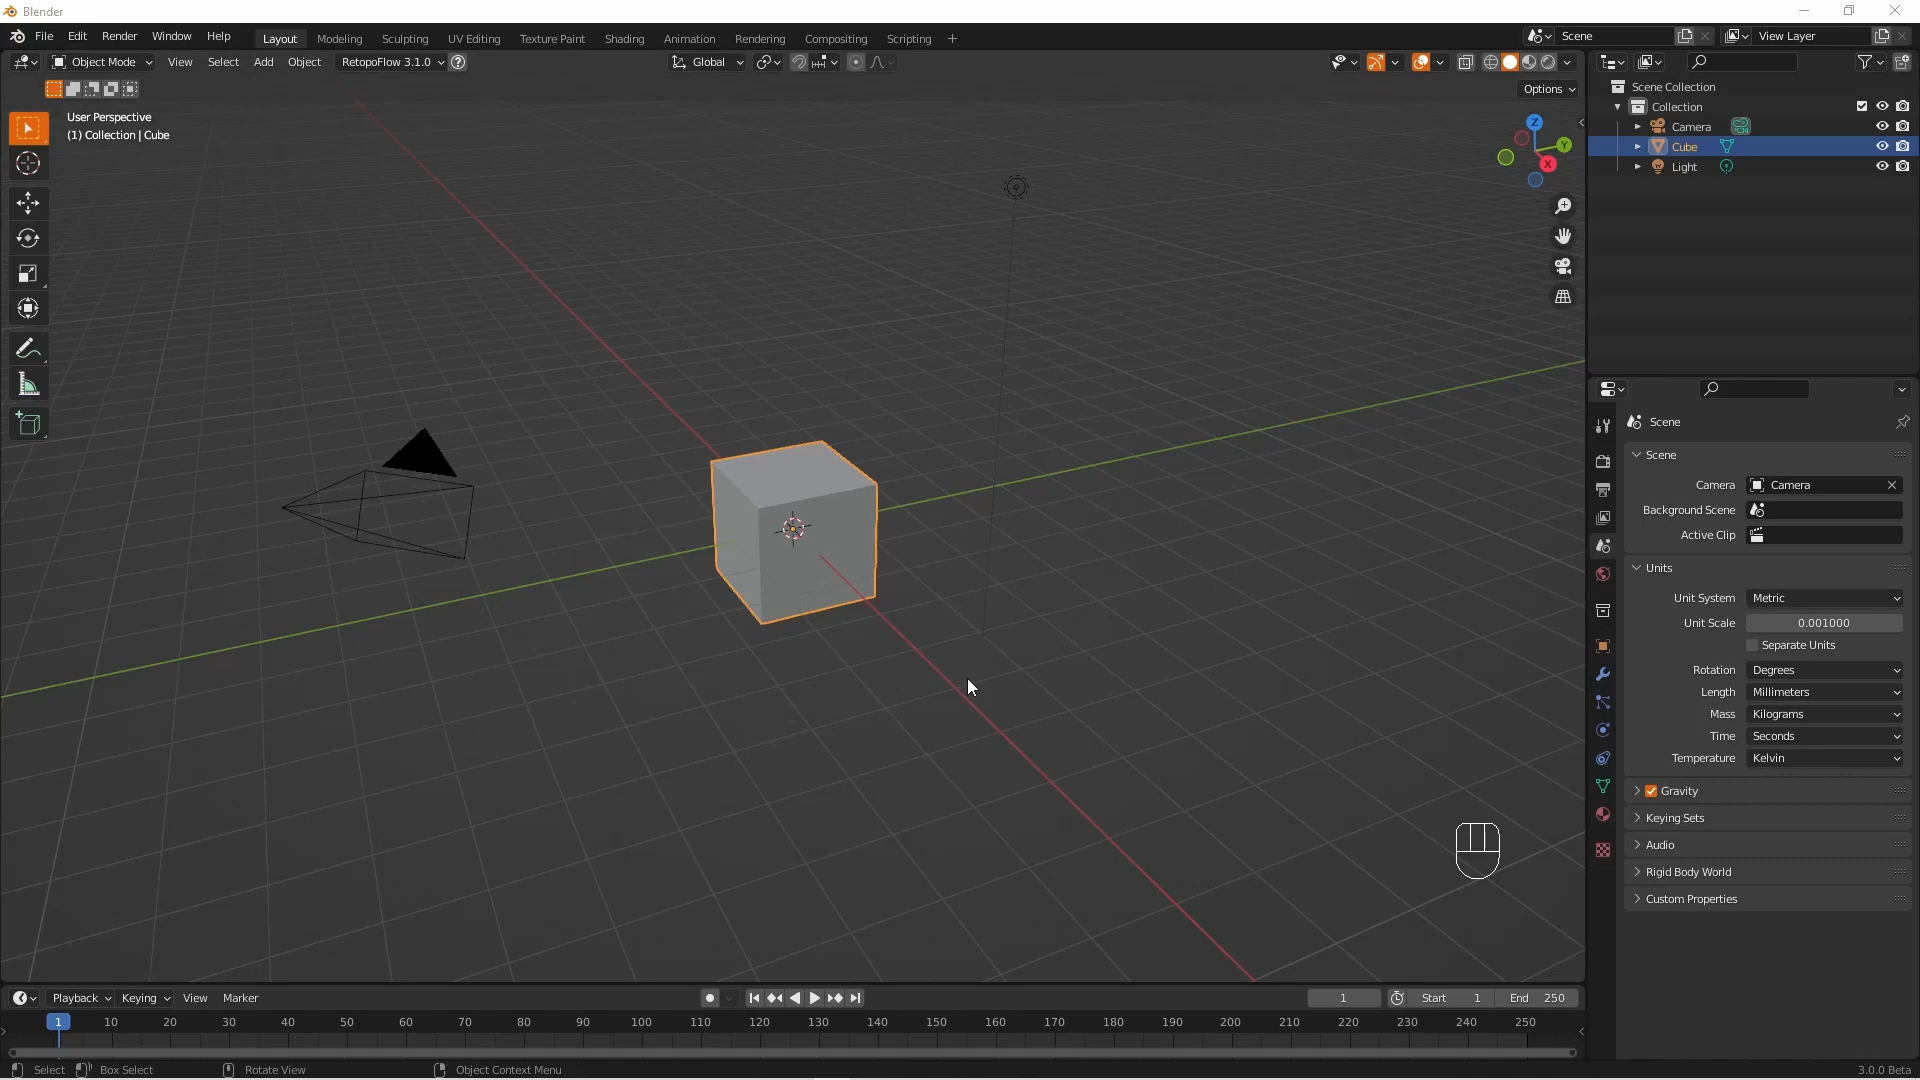 Blender
File Edit Render Window Help Layout Modeling Sculpting UV Editing Texture Paint Shading Animation Rendering Compositing Scripting + Scene View Layer
Object Mode View Select Add Object RetopoFlow 3.1.0 ? Global
Options
User Perspective
(1) Collection | Cube
Z
Y
X
Scene Collection
Collection
Camera
Cube
Light
Scene
Scene
Camera Camera
Background Scene
Active Clip
Units
Unit System Metric
Unit Scale 0.001000
Separate Units
Rotation Degrees
Length Millimeters
Mass Kilograms
Time Seconds
Temperature Kelvin
Gravity
Keying Sets
Audio
Rigid Body World
Custom Properties
Playback Keying View Marker 1 Start 1 End 250
1 10 20 30 40 50 60 70 80 90 100 110 120 130 140 150 160 170 180 190 200 210 220 230 240 250
Select Box Select Rotate View Object Context Menu 3.0.0 Beta